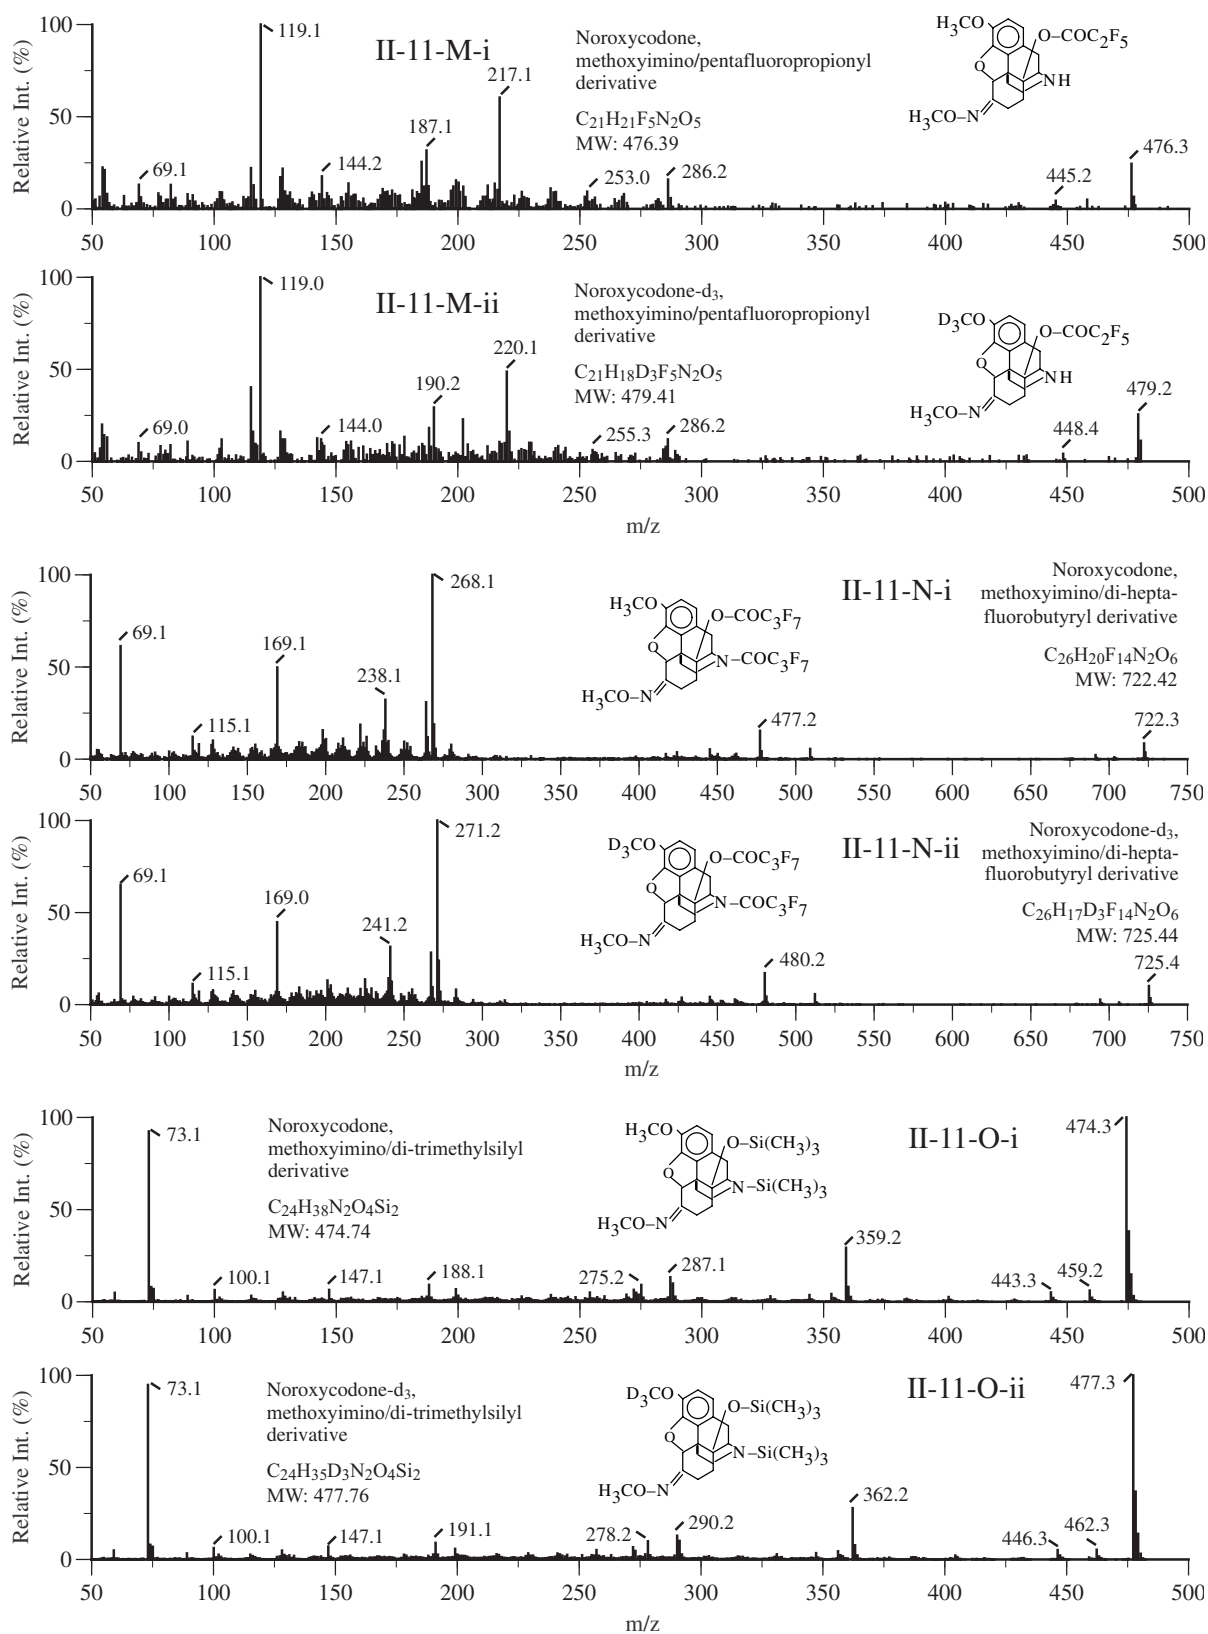 Relative Int. (%)
100
50
0
119.1
II-11-M-i
Noroxycodone,
methoxyimino/pentafluoropropionyl
derivative
C21H21F5N2O5
MW: 476.39
H3CO
O–COC2F5
O
NH
H3CO–N
69.1
144.2
187.1
217.1
253.0
286.2
445.2
476.3
50 100 150 200 250 300 350 400 450 500
Relative Int. (%)
100
50
0
119.0
II-11-M-ii
Noroxycodone-d3,
methoxyimino/pentafluoropropionyl
derivative
C21H18D3F5N2O5
MW: 479.41
D3CO
O–COC2F5
O
NH
H3CO–N
69.0
144.0
190.2
220.1
255.3
286.2
448.4
479.2
50 100 150 200 250 300 350 400 450 500
m/z
Relative Int. (%)
100
50
0
268.1
II-11-N-i
Noroxycodone,
methoxyimino/di-hepta-
fluorobutyryl derivative
C26H20F14N2O6
MW: 722.42
H3CO
O–COC3F7
O
N–COC3F7
H3CO–N
69.1
115.1
169.1
238.1
477.2
722.3
50 100 150 200 250 300 350 400 450 500 550 600 650 700 750
Relative Int. (%)
100
50
0
271.2
II-11-N-ii
Noroxycodone-d3,
methoxyimino/di-hepta-
fluorobutyryl derivative
C26H17D3F14N2O6
MW: 725.44
D3CO
O–COC3F7
O
N–COC3F7
H3CO–N
69.1
115.1
169.0
241.2
480.2
725.4
50 100 150 200 250 300 350 400 450 500 550 600 650 700 750
m/z
Relative Int. (%)
100
50
0
73.1
Noroxycodone,
methoxyimino/di-trimethylsilyl
derivative
C24H38N2O4Si2
MW: 474.74
H3CO
O–Si(CH3)3
O
N–Si(CH3)3
H3CO–N
II-11-O-i
474.3
100.1
147.1
188.1
275.2
287.1
359.2
443.3
459.2
50 100 150 200 250 300 350 400 450 500
Relative Int. (%)
100
50
0
73.1
Noroxycodone-d3,
methoxyimino/di-trimethylsilyl
derivative
C24H35D3N2O4Si2
MW: 477.76
D3CO
O–Si(CH3)3
O
N–Si(CH3)3
H3CO–N
II-11-O-ii
477.3
100.1
147.1
191.1
278.2
290.2
362.2
446.3
462.3
50 100 150 200 250 300 350 400 450 500
m/z